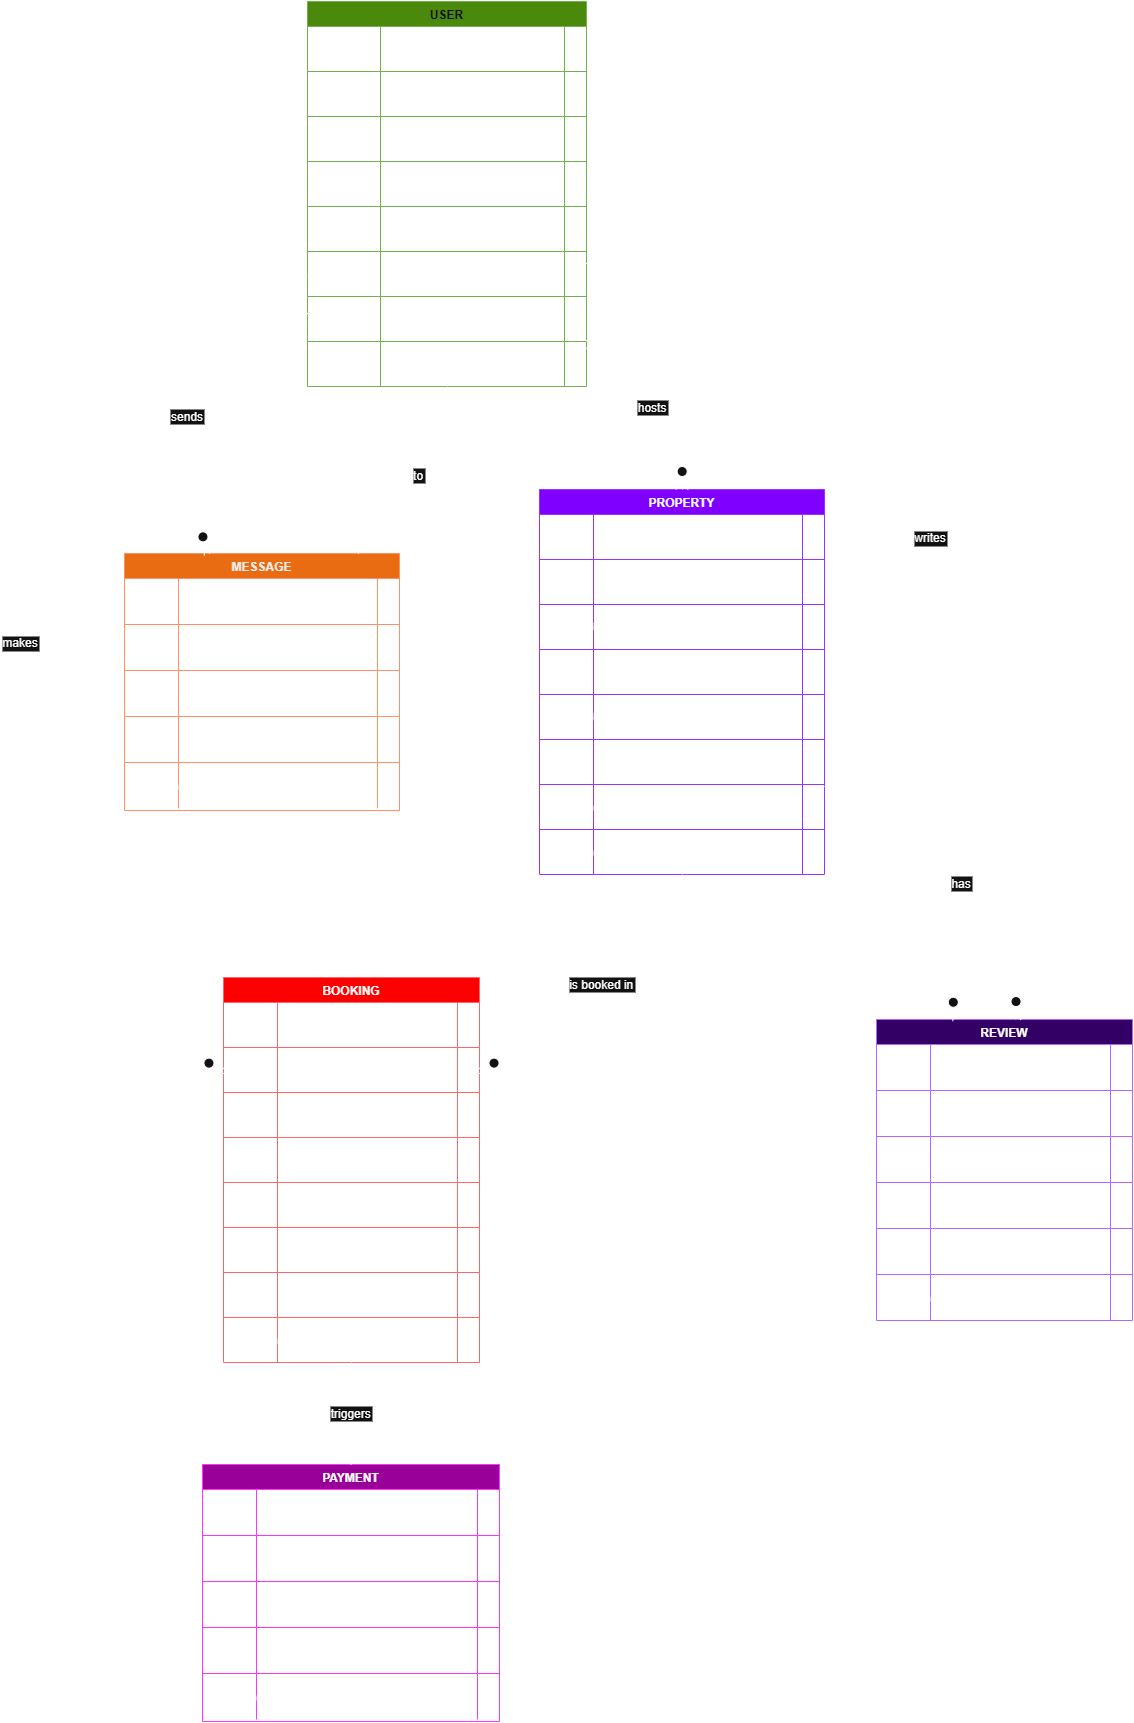 USER
sends
hosts
to
PROPERTY
writes
MESSAGE
makes
has
BOOKING
is booked in
REVIEW
triggers
PAYMENT